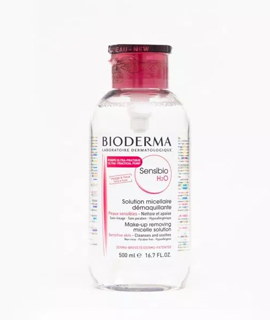 BIODERMA
LABORATOIRE DERMATOLOGIQUE
Sensibio
H2O
Solution micellaire
démaquillante
Peaux sensibles - Nettoie et apaise
Make-up removing
micelle solution
Sensitive skin - Cleanses and soothes
500 ml e 16.7 FL.OZ.